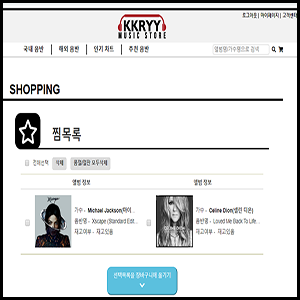 로그아웃 | 마이페이지 | 고객센터
KKRYY
MUSIC STORE
국내 음반 | 해외 음반 | 인기 차트 | 추천 음반
앨범명/가수명으로 검색
SHOPPING
찜목록
전체선택 삭제 품절/절판 모두삭제
앨범 정보 앨범 정보
가수 - Michael Jackson(마이... 가수 - Celine Dion(셀린 디온)
음반명 - Xscape (Standard Edit... 음반명 - Loved Me Back To Life...
재고여부 - 재고있음 재고여부 - 재고있음
선택하목을 장바구니에 옮기기